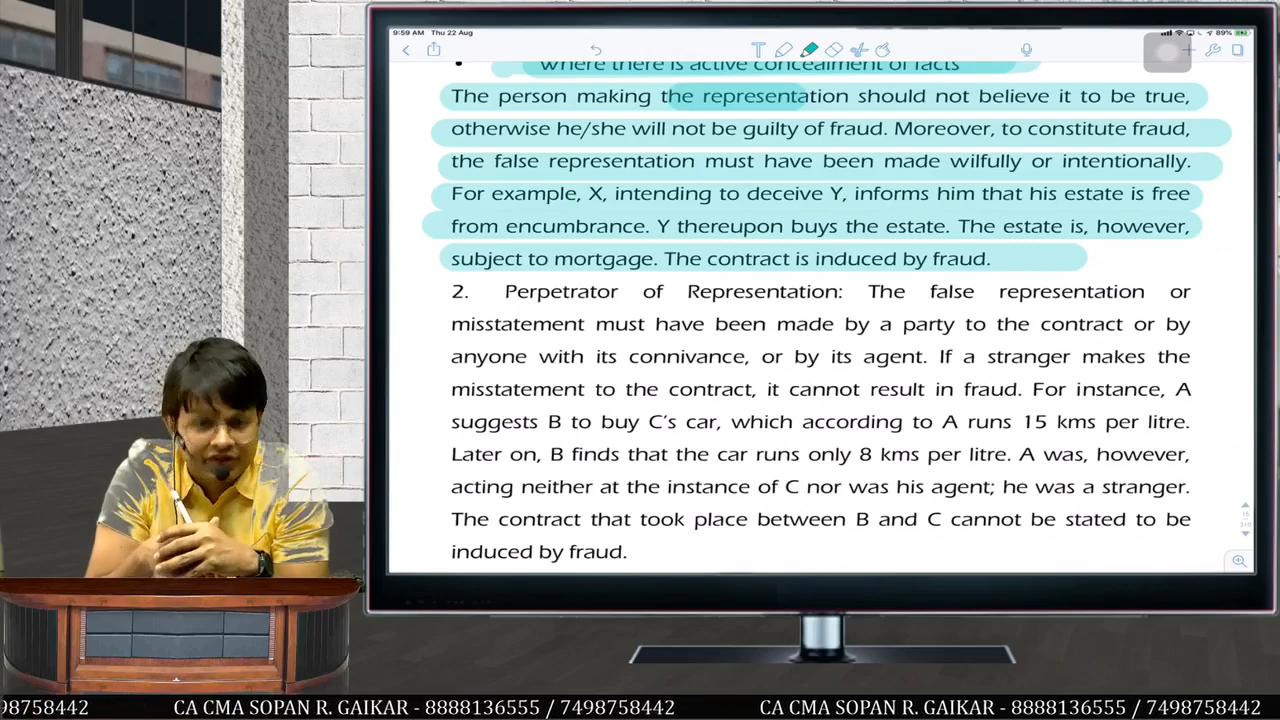 9:59 AM Thu 22 Aug
89%
T
where there is active concealment of facts
The person making the representation should not believe it to be true,
otherwise he/she will not be guilty of fraud. Moreover, to constitute fraud,
the false representation must have been made wilfully or intentionally.
For example, X, intending to deceive Y, informs him that his estate is free
from encumbrance. Y thereupon buys the estate. The estate is, however,
subject to mortgage. The contract is induced by fraud.
2. Perpetrator of Representation: The false representation or
misstatement must have been made by a party to the contract or by
anyone with its connivance, or by its agent. If a stranger makes the
misstatement to the contract, it cannot result in fraud. For instance, A
suggests B to buy C's car, which according to A runs 15 kms per litre.
Later on, B finds that the car runs only 8 kms per litre. A was, however,
acting neither at the instance of C nor was his agent; he was a stranger.
The contract that took place between B and C cannot be stated to be
induced by fraud.
98758442 CA CMA SOPAN R. GAIKAR - 8888136555 / 7498758442 CA CMA SOPAN R. GAIKAR - 8888136555 / 7498758442